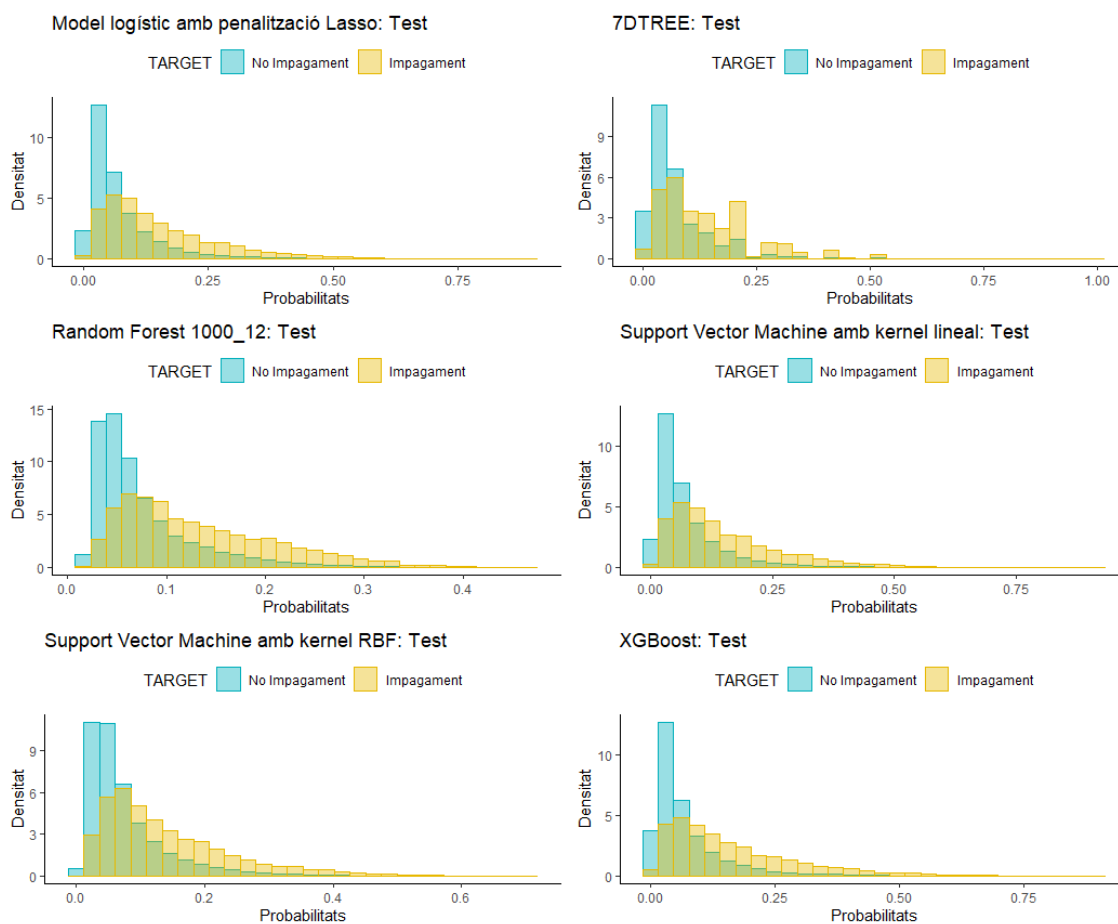 Model logístic amb penalització Lasso: Test
TARGET No Impagament Impagament
Densitat
10
5
0
0.00 0.25 0.50 0.75
Probabilitats
7DTREE: Test
TARGET No Impagament Impagament
Densitat
9
6
3
0
0.00 0.25 0.50 0.75 1.00
Probabilitats
Random Forest 1000_12: Test
TARGET No Impagament Impagament
Densitat
15
10
5
0
0.0 0.1 0.2 0.3 0.4
Probabilitats
Support Vector Machine amb kernel lineal: Test
TARGET No Impagament Impagament
Densitat
10
5
0
0.00 0.25 0.50 0.75
Probabilitats
Support Vector Machine amb kernel RBF: Test
TARGET No Impagament Impagament
Densitat
9
6
3
0
0.0 0.2 0.4 0.6
Probabilitats
XGBoost: Test
TARGET No Impagament Impagament
Densitat
10
5
0
0.00 0.25 0.50 0.75
Probabilitats